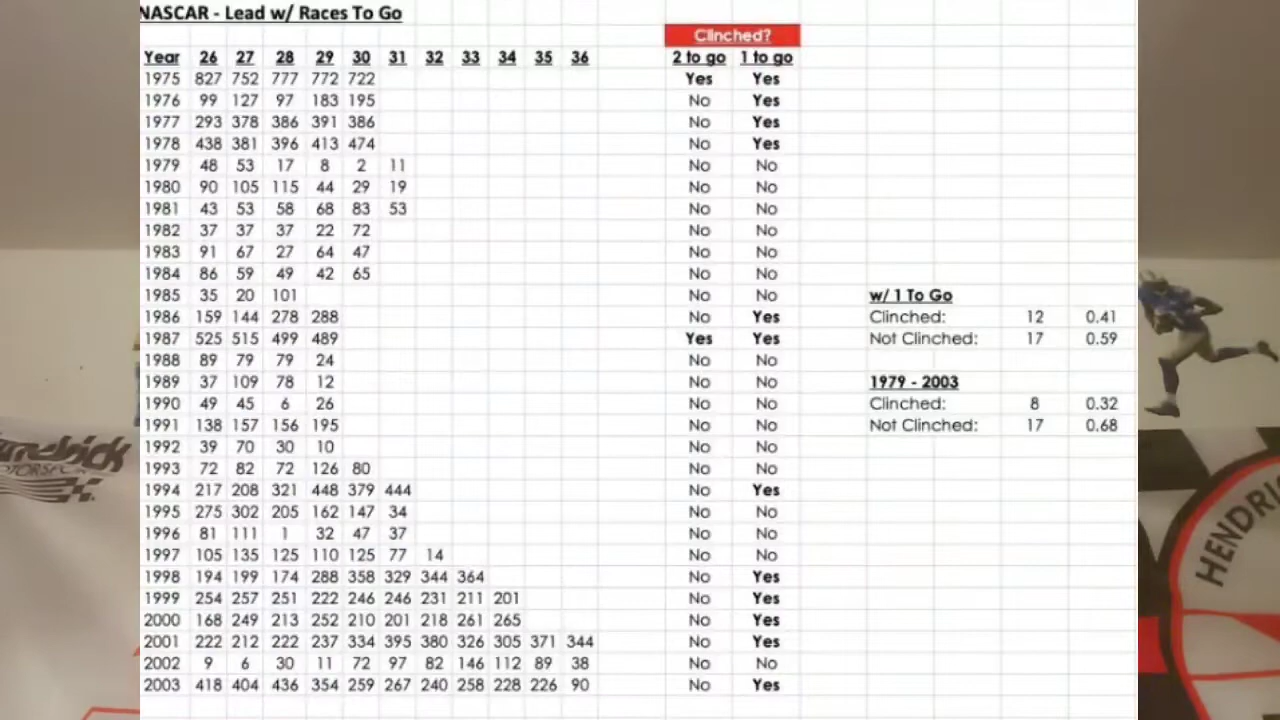 NASCAR - Lead w/ Races To Go
Clinched?
Year 26 27 28 29 30 31 32 33 34 35 36 2 to go 1 to go
1975 827 752 777 772 722 Yes Yes
1976 99 127 97 183 195 No Yes
1977 293 378 386 391 386 No Yes
1978 438 381 396 413 474 No Yes
1979 48 53 17 8 2 11 No No
1980 90 105 115 44 29 19 No No
1981 43 53 58 68 83 53 No No
1982 37 37 37 22 72 No No
1983 91 67 27 64 47 No No
1984 86 59 49 42 65 No No
1985 35 20 101 No No w/ 1 To Go
1986 159 144 278 288 No Yes Clinched: 12 0.41
1987 525 515 499 489 Yes Yes Not Clinched: 17 0.59
1988 89 79 79 24 No No
1989 37 109 78 12 No No 1979 - 2003
1990 49 45 6 26 No No Clinched: 8 0.32
1991 138 157 156 195 No No Not Clinched: 17 0.68
1992 39 70 30 10 No No
1993 72 82 72 126 80 No No
1994 217 208 321 448 379 444 No Yes
1995 275 302 205 162 147 34 No No
1996 81 111 1 32 47 37 No No
1997 105 135 125 110 125 77 14 No No
1998 194 199 174 288 358 329 344 364 No Yes
1999 254 257 251 222 246 246 231 211 201 No Yes
2000 168 249 213 252 210 201 218 261 265 No Yes
2001 222 212 222 237 334 395 380 326 305 371 344 No Yes
2002 9 6 30 11 72 97 82 146 112 89 38 No No
2003 418 404 436 354 259 267 240 258 228 226 90 No Yes
HENDRI